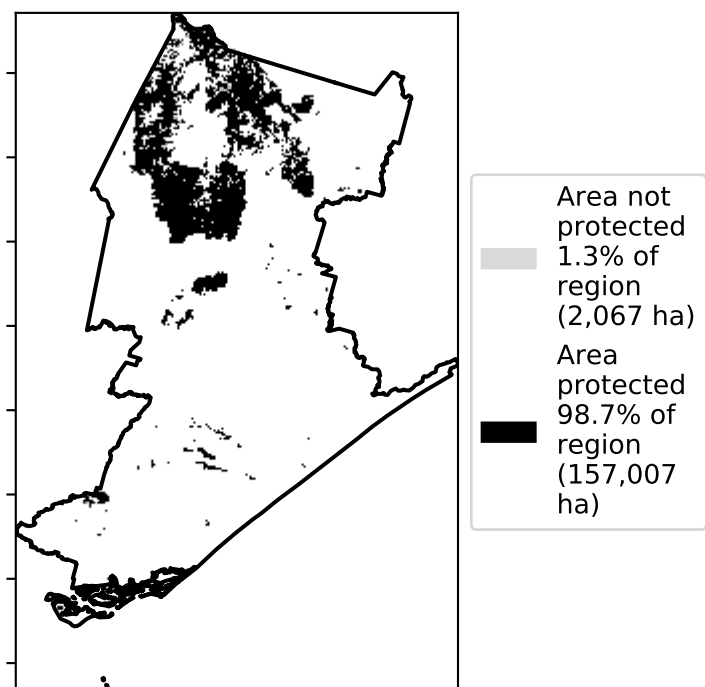 Area not
protected
1.3% of
region
(2,067 ha)
Area
protected
98.7% of
region
(157,007
ha)